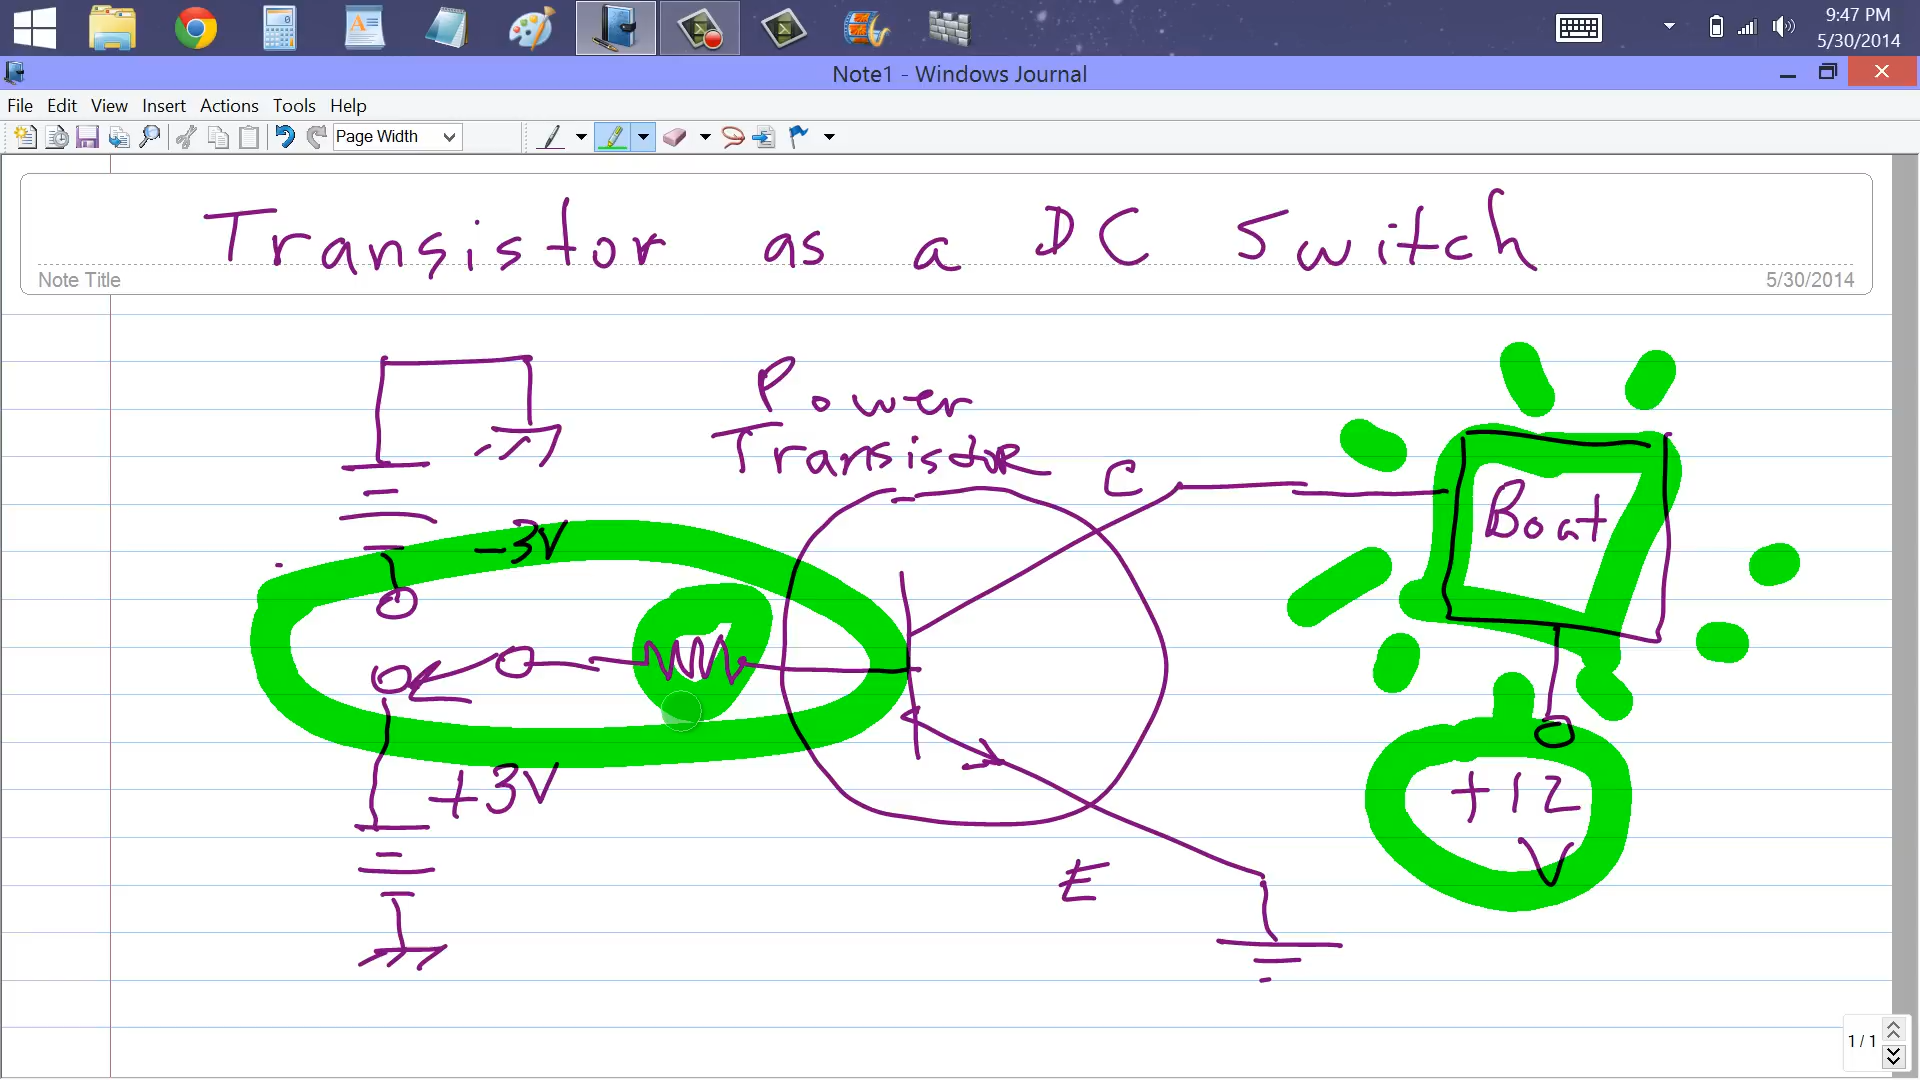 9:47 PM
5/30/2014
Note1 - Windows Journal
File Edit View Insert Actions Tools Help
Page Width
Transistor as a DC Switch
Note Title
5/30/2014
Power
Transistor
C
Boat
-3V
+3V
+12
V
E
1 / 1